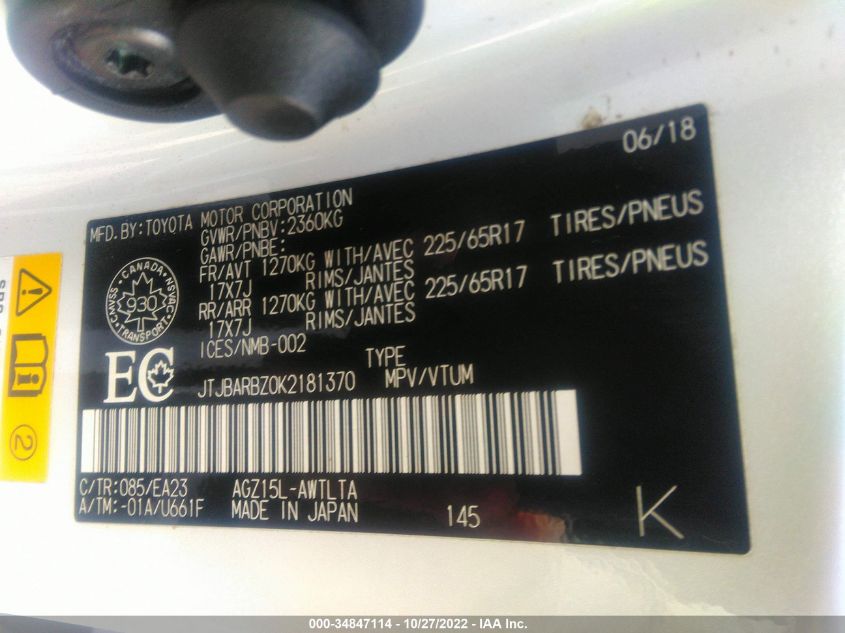 06/18
MFD.BY:TOYOTA MOTOR CORPORATION
GVWR/PNBV:2360KG
GAWR/PNBE:
FR/AVT 1270KG WITH/AVEC 225/65R17 TIRES/PNEUS
17X7J RIMS/JANTES
RR/ARR 1270KG WITH/AVEC 225/65R17 TIRES/PNEUS
17X7J RIMS/JANTES
ICES/NMB-002
CANADA
CMVSS 930 NSVAC
TRANSPORT
EC
TYPE
JTJBARBZ0K2181370 MPV/VTUM
C/TR:085/EA23 AGZ15L-AWTLTA
A/TM:-01A/U661F MADE IN JAPAN 145 K
2
000-34847114 - 10/27/2022 - IAA Inc.